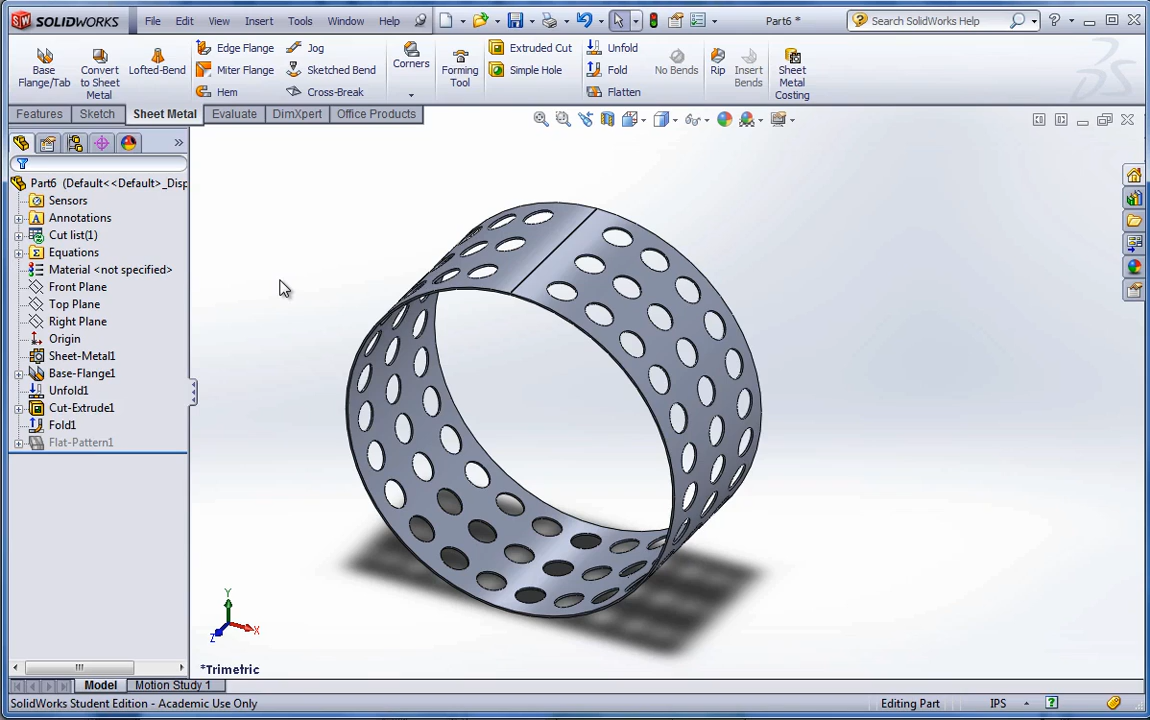 SOLIDWORKS File Edit View Insert Tools Window Help Part6 * Search SolidWorks Help
Base Flange/Tab
Convert to Sheet Metal
Lofted-Bend
Edge Flange
Miter Flange
Hem
Jog
Sketched Bend
Cross-Break
Corners
Forming Tool
Extruded Cut
Simple Hole
Unfold
Fold
Flatten
No Bends
Rip
Insert Bends
Sheet Metal Costing
Features Sketch Sheet Metal Evaluate DimXpert Office Products
Part6 (Default<<Default>_Disp
Sensors
Annotations
Cut list(1)
Equations
Material <not specified>
Front Plane
Top Plane
Right Plane
Origin
Sheet-Metal1
Base-Flange1
Unfold1
Cut-Extrude1
Fold1
Flat-Pattern1
Y
X
Z
*Trimetric
Model Motion Study 1
SolidWorks Student Edition - Academic Use Only Editing Part IPS